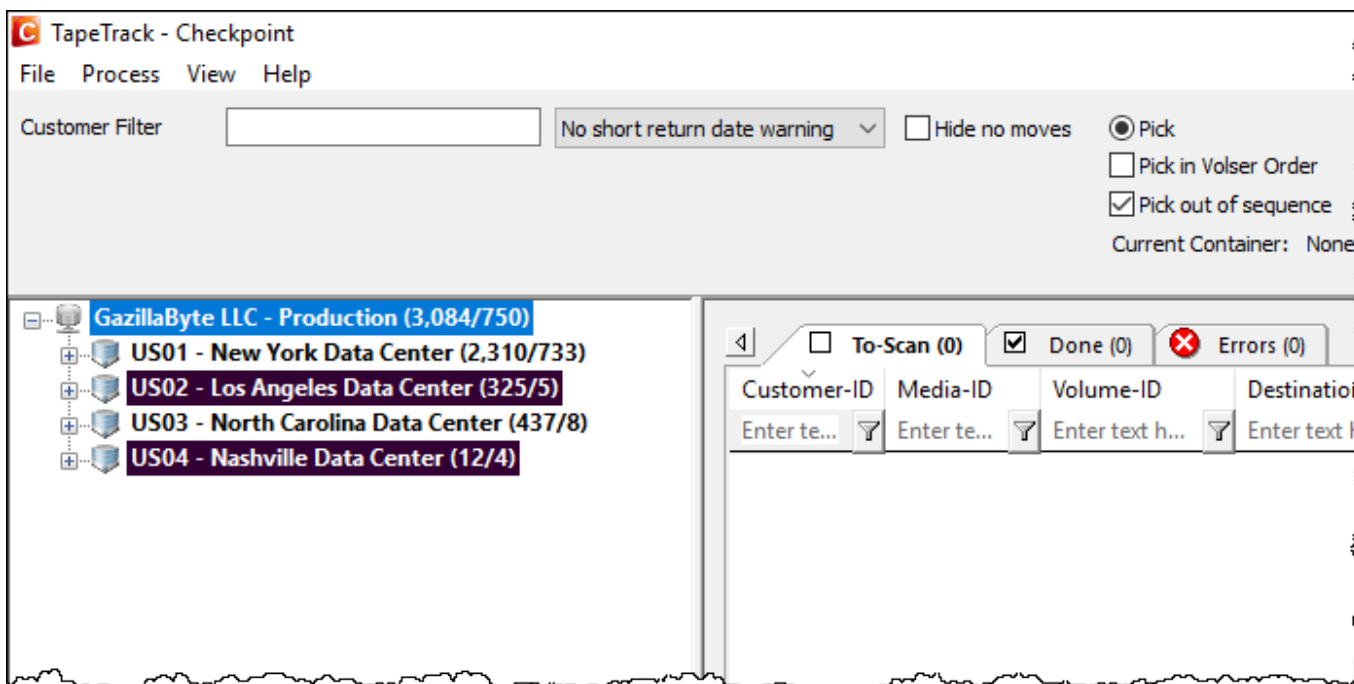 TapeTrack - Checkpoint
File Process View Help
Customer Filter No short return date warning Hide no moves Pick
Pick in Volser Order
Pick out of sequence
Current Container: None
GazillaByte LLC - Production (3,084/750)
US01 - New York Data Center (2,310/733)
US02 - Los Angeles Data Center (325/5)
US03 - North Carolina Data Center (437/8)
US04 - Nashville Data Center (12/4)
To-Scan (0) Done (0) Errors (0)
Customer-ID Media-ID Volume-ID
Enter te... Enter te... Enter text h... Enter text